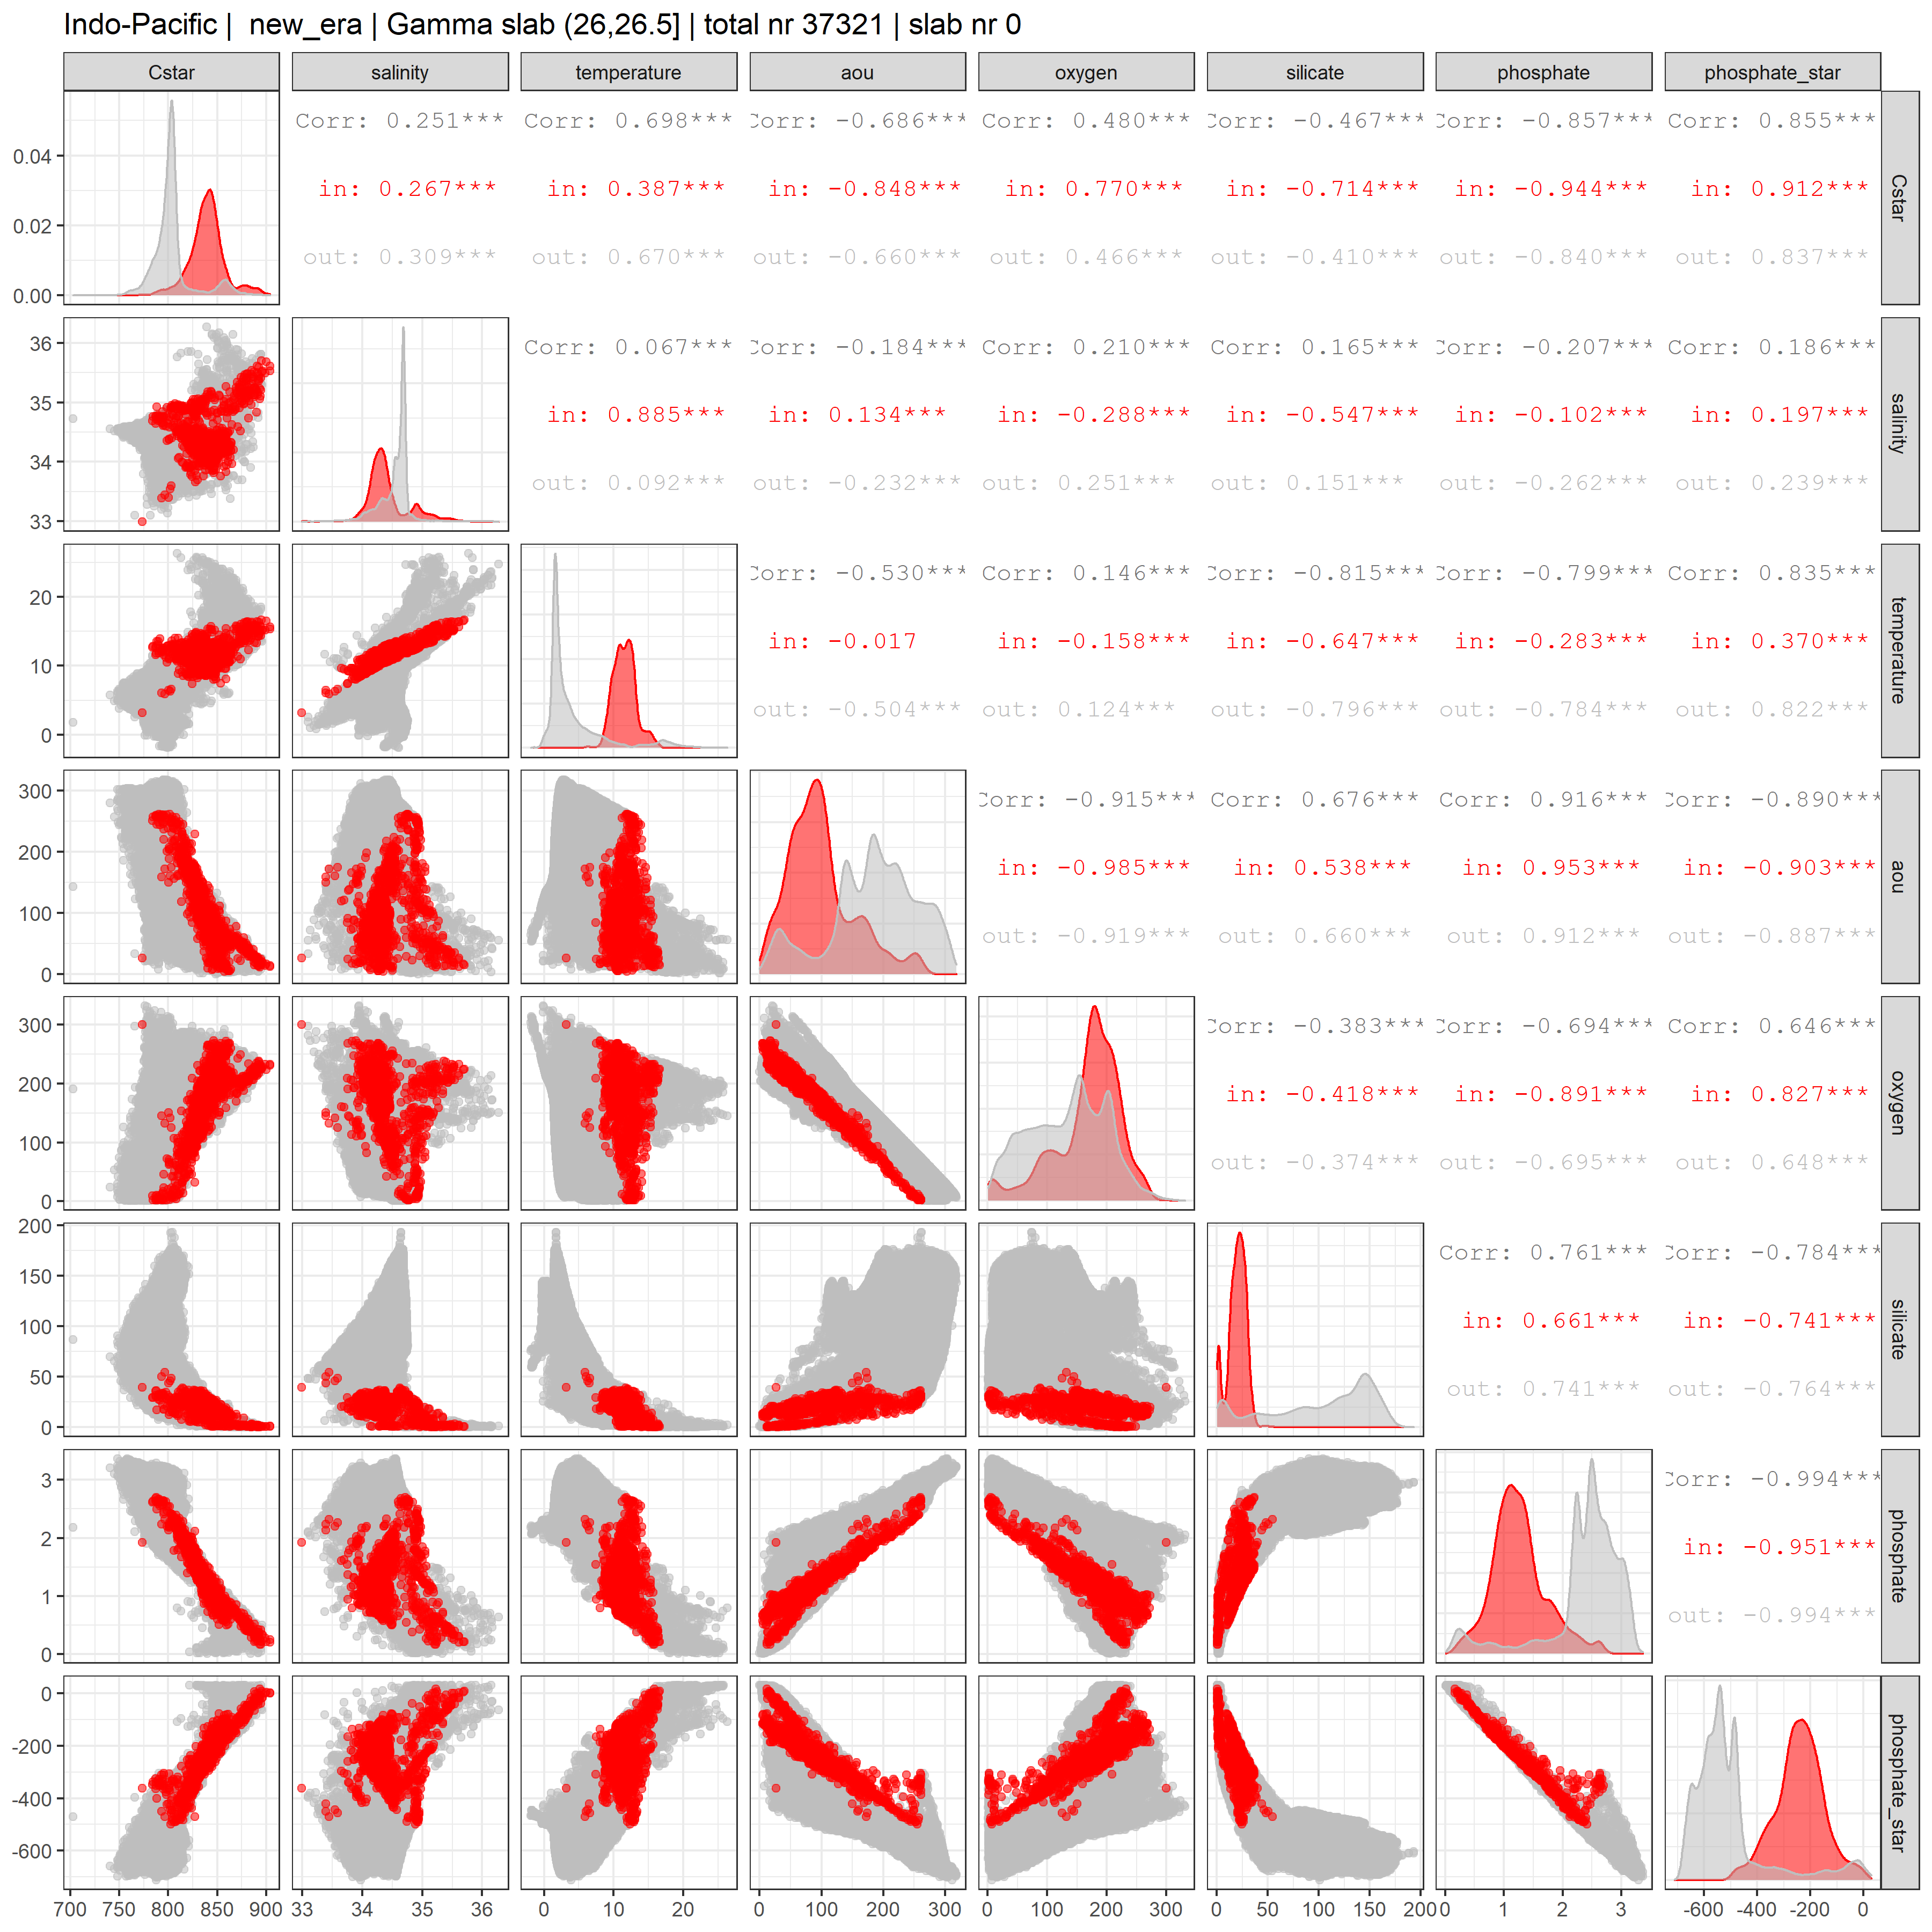 Indo-Pacific | new_era | Gamma slab (26,26.5] | total nr 37321 | slab nr 0
Cstar salinity temperature aou oxygen silicate phosphate phosphate_star
Corr: 0.251*** Corr: 0.698*** Corr: -0.686*** Corr: 0.480*** Corr: -0.467*** Corr: -0.857*** Corr: 0.855***
0.04
in: 0.267*** in: 0.387*** in: -0.848*** in: 0.770*** in: -0.714*** in: -0.944*** in: 0.912***
Cstar
0.02
out: 0.309*** out: 0.670*** out: -0.660*** out: 0.466*** out: -0.410*** out: -0.840*** out: 0.837***
0.00
36
Corr: 0.067*** Corr: -0.184*** Corr: 0.210*** Corr: 0.165*** Corr: -0.207*** Corr: 0.186***
35
in: 0.885*** in: 0.134*** in: -0.288*** in: -0.547*** in: -0.102*** in: 0.197***
salinity
34
out: 0.092*** out: -0.232*** out: 0.251*** out: 0.151*** out: -0.262*** out: 0.239***
33
Corr: -0.530*** Corr: 0.146*** Corr: -0.815*** Corr: -0.799*** Corr: 0.835***
20
in: -0.017 in: -0.158*** in: -0.647*** in: -0.283*** in: 0.370***
temperature
10
out: -0.504*** out: 0.124*** out: -0.796*** out: -0.784*** out: 0.822***
0
300
Corr: -0.915*** Corr: 0.676*** Corr: 0.916*** Corr: -0.890***
200
in: -0.985*** in: 0.538*** in: 0.953*** in: -0.903***
aou
100
out: -0.919*** out: 0.660*** out: 0.912*** out: -0.887***
0
300
Corr: -0.383*** Corr: -0.694*** Corr: 0.646***
200
in: -0.418*** in: -0.891*** in: 0.827***
oxygen
100
out: -0.374*** out: -0.695*** out: 0.648***
0
200
Corr: 0.761*** Corr: -0.784***
150
in: 0.661*** in: -0.741***
silicate
100
50
out: 0.741*** out: -0.764***
0
3
Corr: -0.994***
2
in: -0.951***
phosphate
1
out: -0.994***
0
0
-200
phosphate_star
-400
-600
700 750 800 850 900 33 34 35 36 0 10 20 0 100 200 300 0 100 200 300 0 50 100 150 200 0 1 2 3 -600 -400 -200 0